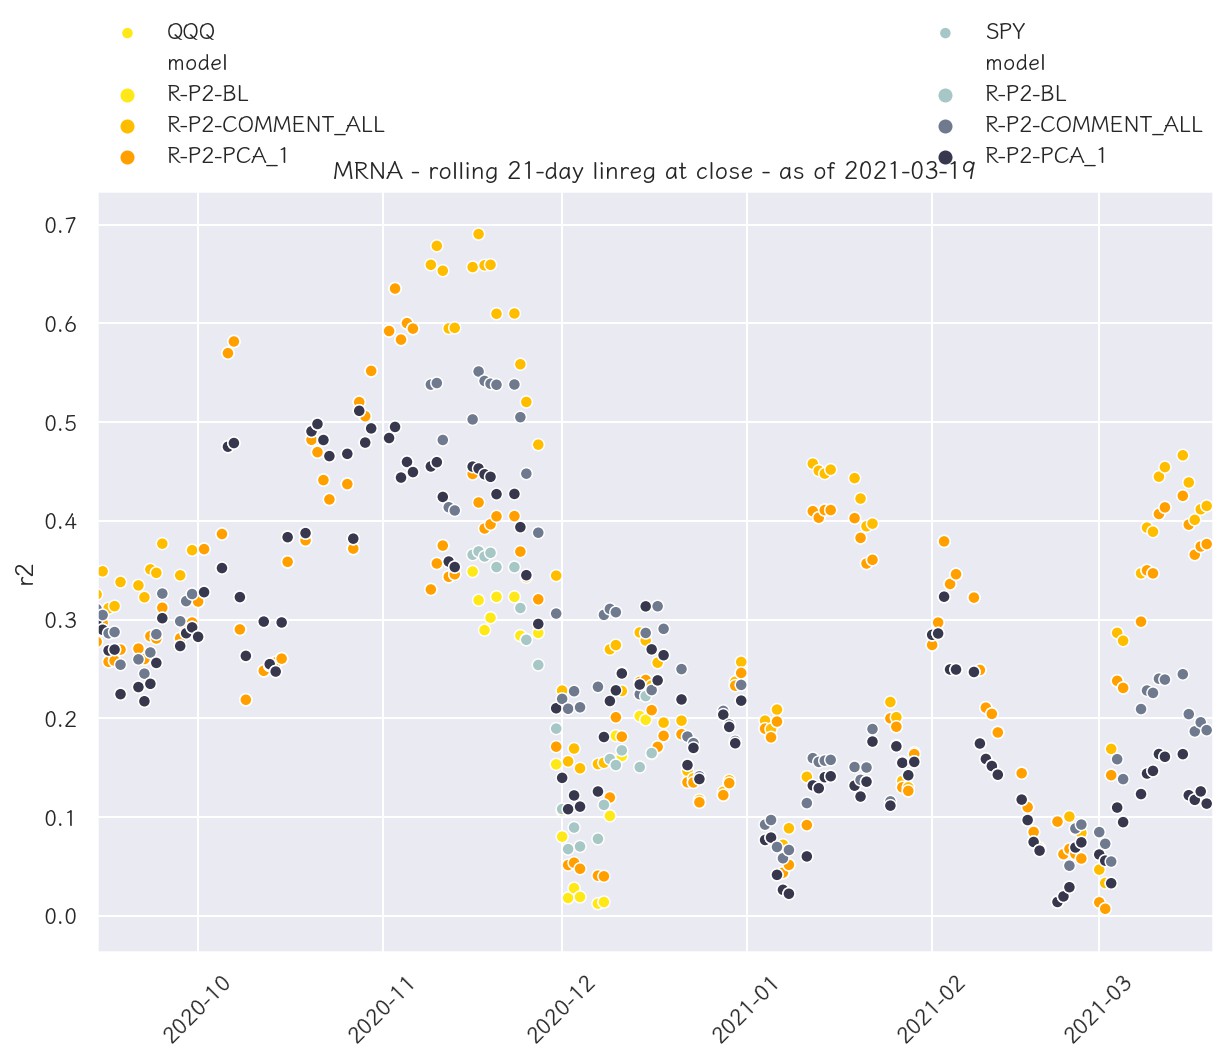 QQQ
model
R-P2-BL
R-P2-COMMENT_ALL
R-P2-PCA_1
SPY
model
R-P2-BL
R-P2-COMMENT_ALL
R-P2-PCA_1
MRNA - rolling 21-day linreg at close - as of 2021-03-19
r2
0.7
0.6
0.5
0.4
0.3
0.2
0.1
0.0
2020-10
2020-11
2020-12
2021-01
2021-02
2021-03